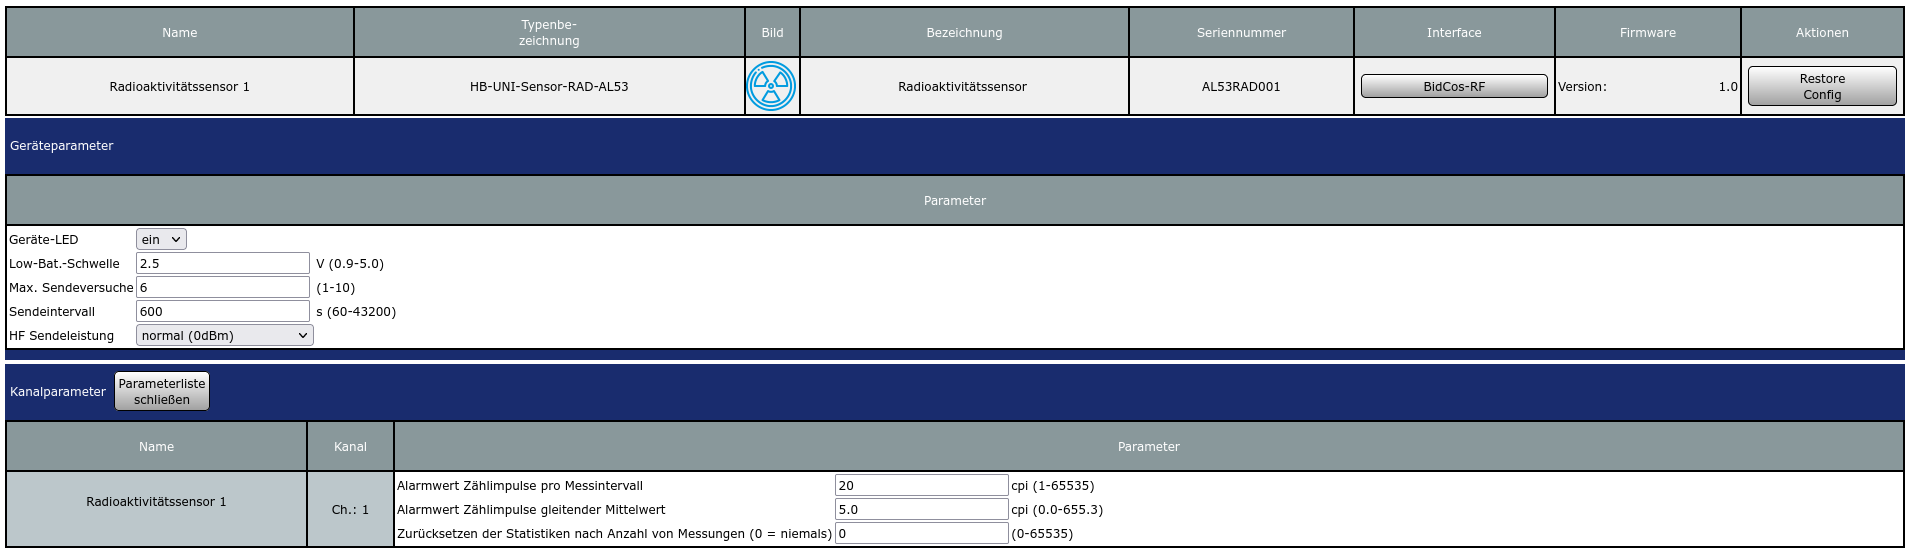 Name Typenbe- Bild Bezeichnung Seriennummer Interface Firmware Aktionen
zeichnung
Radioaktivitätssensor 1 HB-UNI-Sensor-RAD-AL53 Radioaktivitätssensor AL53RAD001 BidCos-RF Version: 1.0 Restore
Config
Geräteparameter
Parameter
Geräte-LED ein
Low-Bat.-Schwelle 2.5 V (0.9-5.0)
Max. Sendeversuche 6 (1-10)
Sendeintervall 600 s (60-43200)
HF Sendeleistung normal (0dBm)
Kanalparameter Parameterliste
schließen
Name Kanal Parameter
Radioaktivitätssensor 1 Ch.: 1
Alarmwert Zählimpulse pro Messintervall 20 cpi (1-65535)
Alarmwert Zählimpulse gleitender Mittelwert 5.0 cpi (0.0-655.3)
Zurücksetzen der Statistiken nach Anzahl von Messungen (0 = niemals) 0 (0-65535)